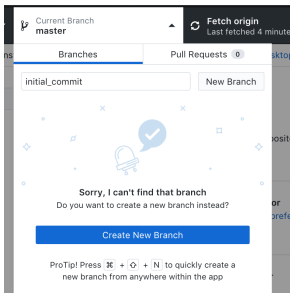 Current Branch
master
Fetch origin
Last fetched 4 minute
Branches
Pull Requests 0
initial_commit
New Branch
Sorry, I can't find that branch
Do you want to create a new branch instead?
Create New Branch
ProTip! Press ⌘ + ⇧ + N to quickly create a
new branch from anywhere within the app